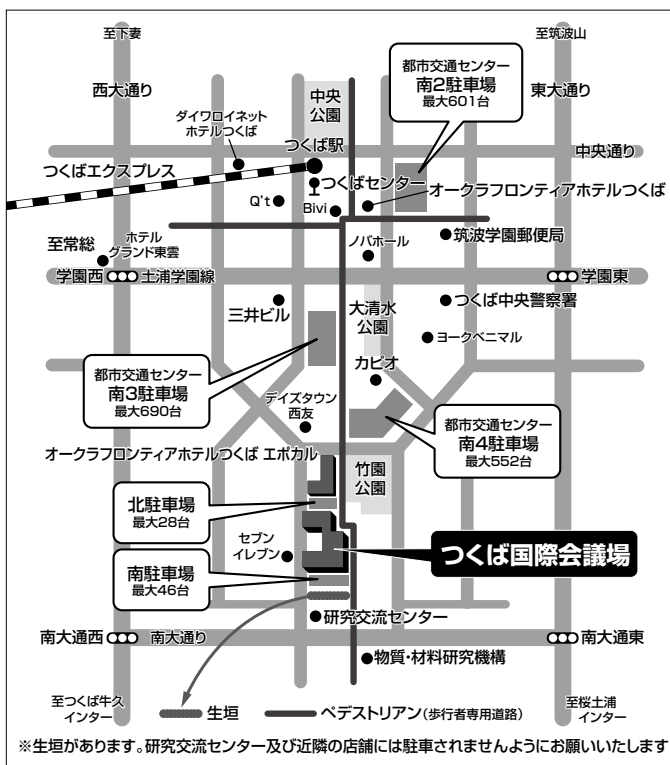 至下妻
至筑波山
西大通り
中央
公園
都市交通センター
南2駐車場
最大601台
東大通り
ダイワロイネット
ホテルつくば
つくば駅
中央通り
つくばエクスプレス
つくばセンター
オークラフロンティアホテルつくば
Q't
Bivi
至常総
ホテル
グランド東雲
ノバホール
筑波学園郵便局
学園西
土浦学園線
学園東
三井ビル
大清水
公園
つくば中央警察署
ヨークベニマル
都市交通センター
南3駐車場
最大690台
カピオ
デイズタウン
西友
都市交通センター
南4駐車場
最大552台
オークラフロンティアホテルつくば エポカル
竹園
公園
北駐車場
最大28台
セブン
イレブン
つくば国際会議場
南駐車場
最大46台
研究交流センター
南大通西
南大通り
南大通東
物質・材料研究機構
至つくば牛久
インター
生垣
ペデストリアン(歩行者専用道路)
至桜土浦
インター
※生垣があります。研究交流センター及び近隣の店舗には駐車されませんようにお願いいたします